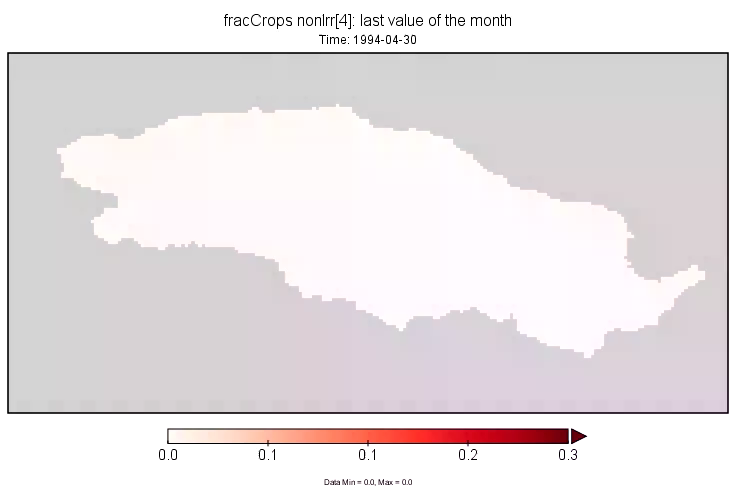 fracCrops nonIrr[4]: last value of the month
Time: 1994-04-30
0.0 0.1 0.1 0.2 0.3
Data Min = 0.0, Max = 0.0